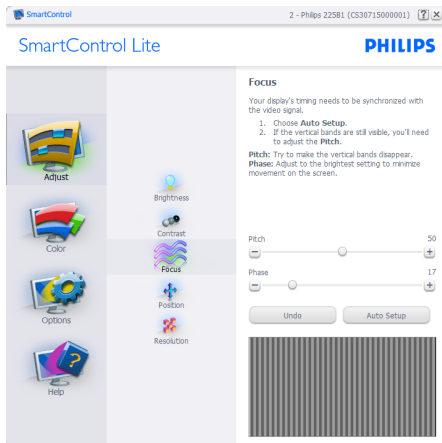 SmartControl
2 - Philips 225B1 (CS30715000001)
SmartControl Lite
PHILIPS
Adjust
Color
Options
Help
Brightness
Contrast
Focus
Position
Resolution
Focus
Your display's timing needs to be synchronized with
the video signal.
1. Choose Auto Setup.
2. If the vertical bands are still visible, you'll need
to adjust the Pitch.
Pitch: Try to make the vertical bands disappear.
Phase: Adjust to the brightest setting to minimize
movement on the screen.
Pitch 50
Phase 17
Undo Auto Setup